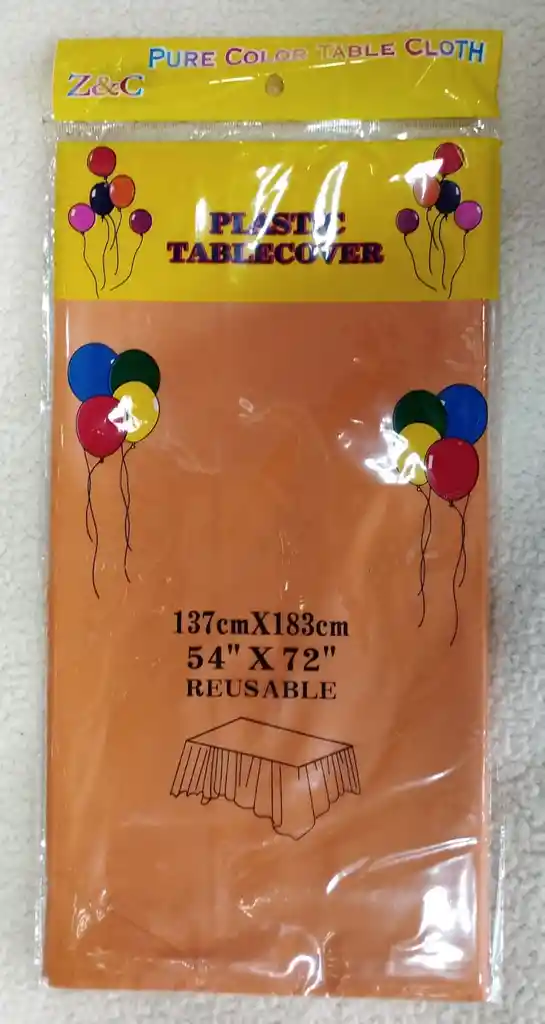 PURE COLOR TABLE CLOTH
Z&C
PLASTIC
TABLECOVER
137cmX183cm
54" X 72"
REUSABLE